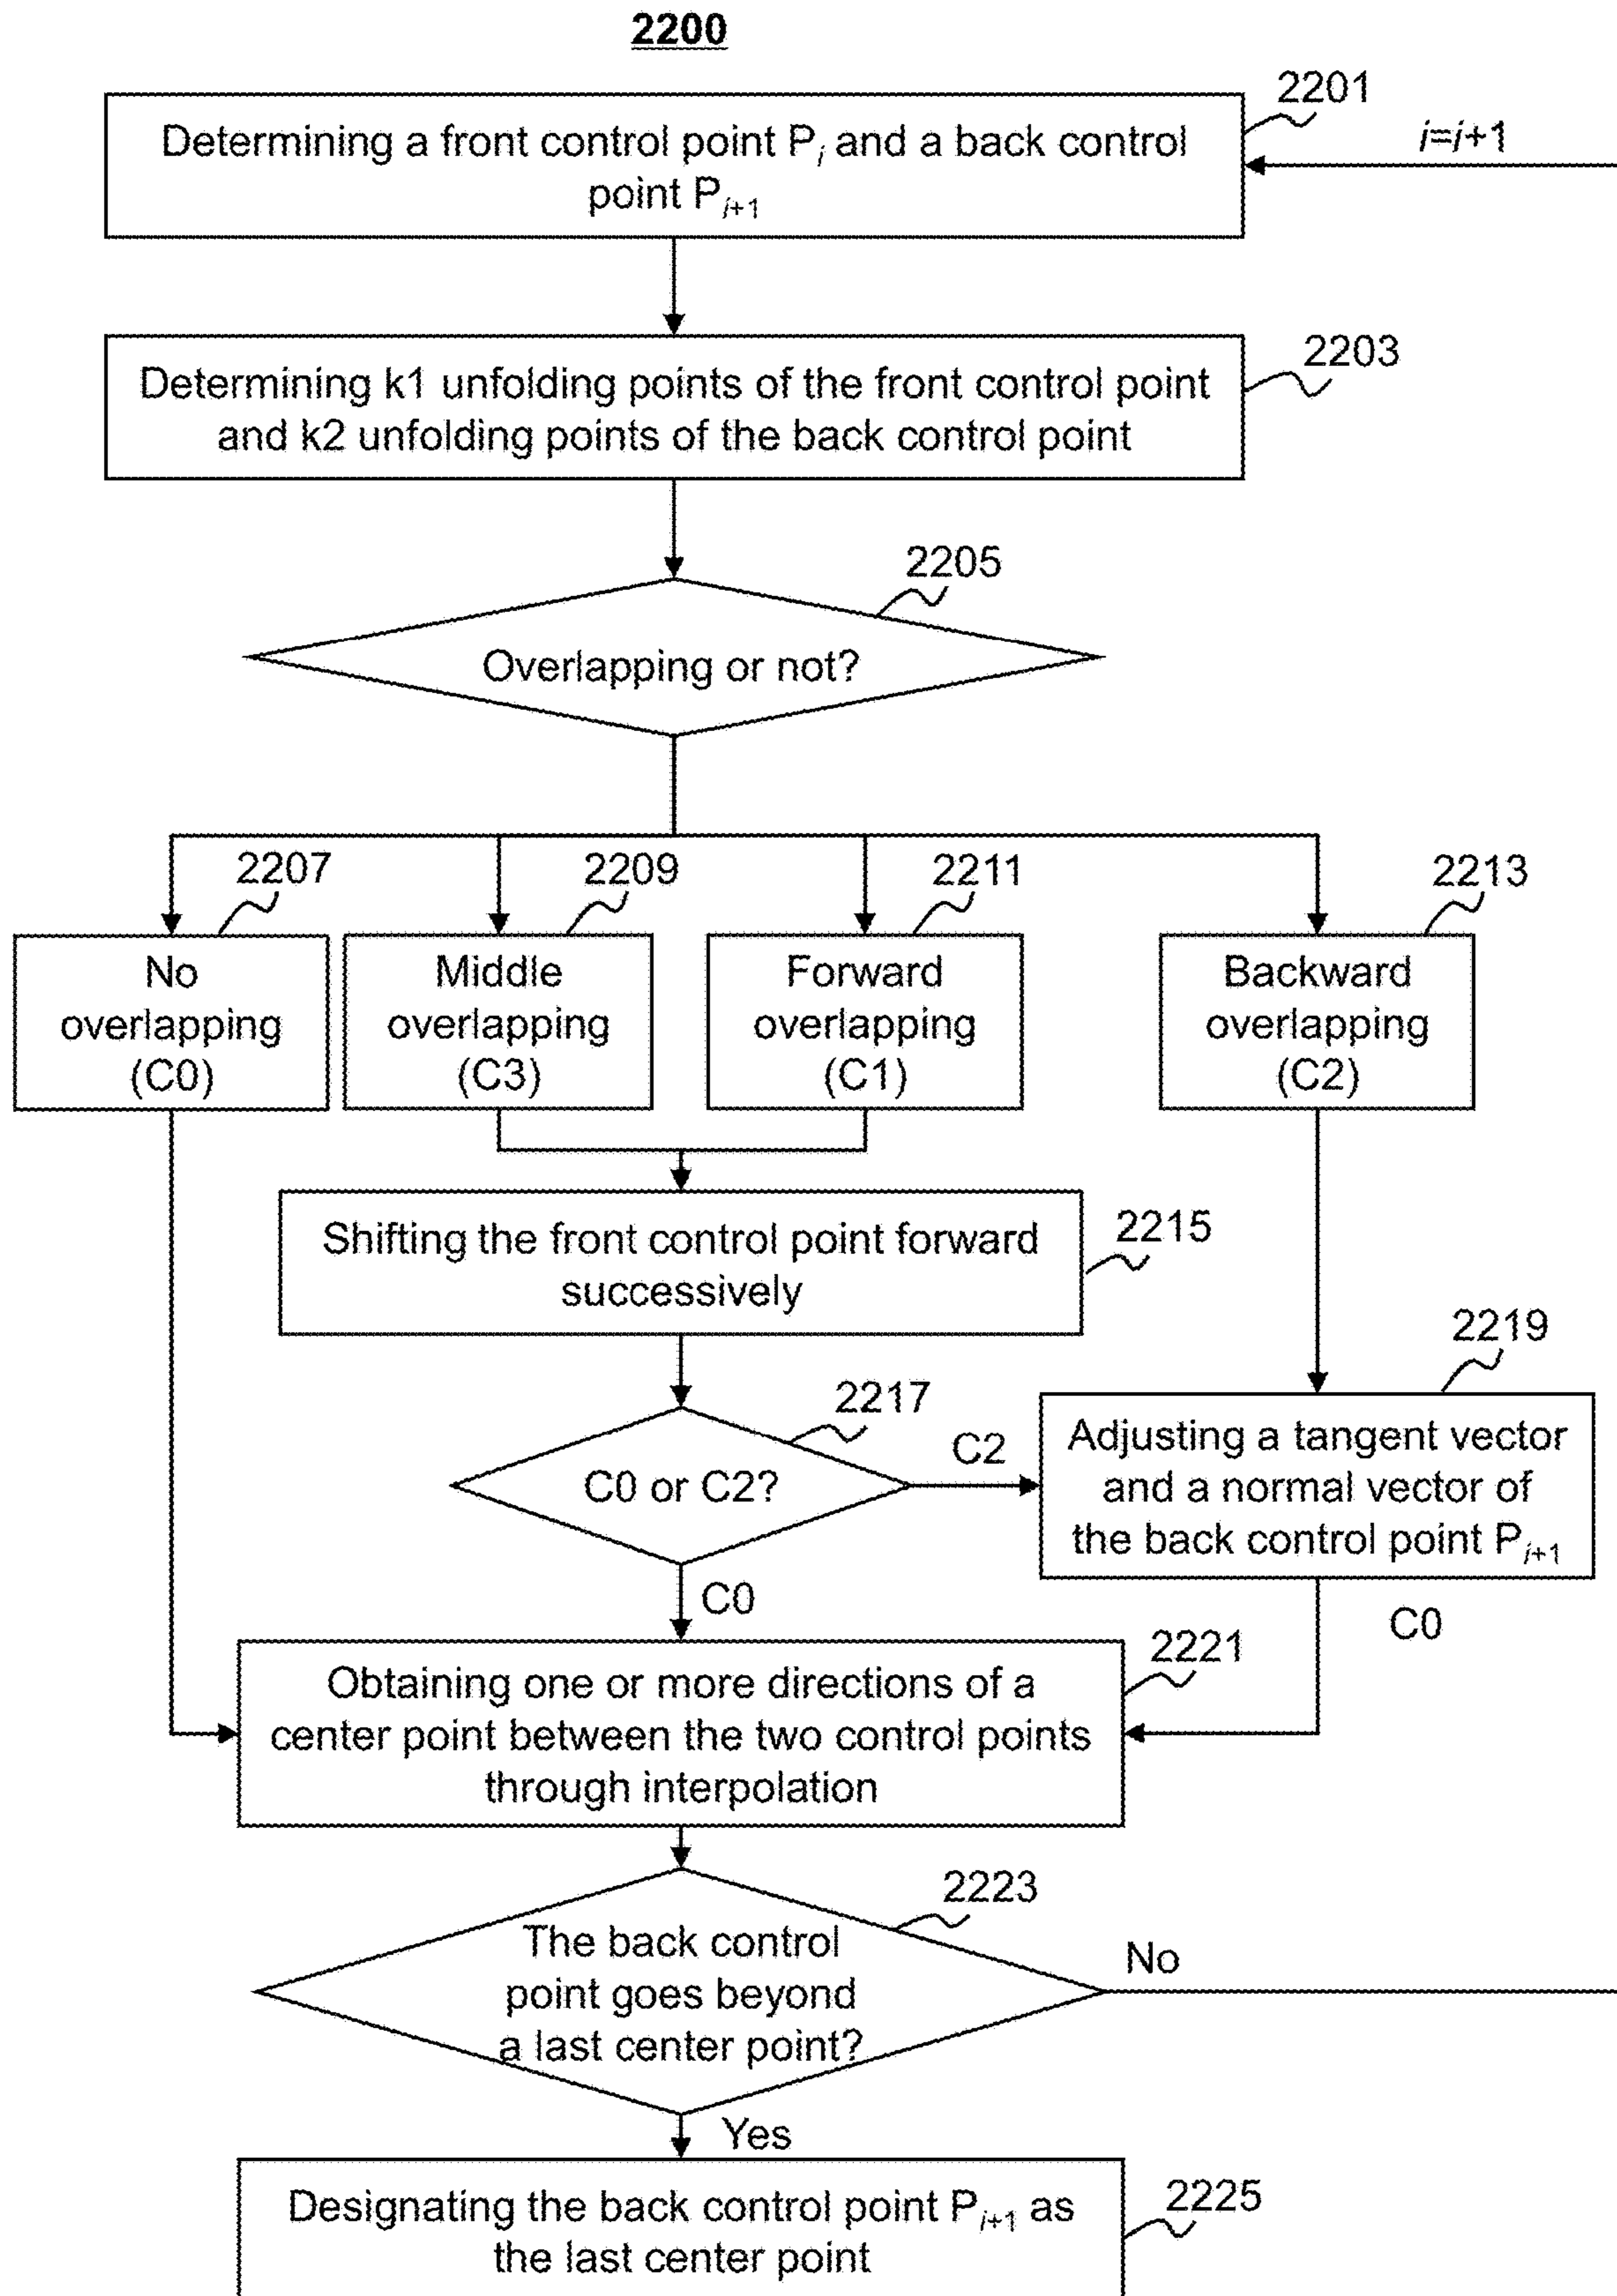 2200
2201
Determining a front control point Pi and a back control
point Pi+1
i=i+1
2203
Determining k1 unfolding points of the front control point
and k2 unfolding points of the back control point
2205
Overlapping or not?
2207
2209
2211
2213
No
overlapping
(C0)
Middle
overlapping
(C3)
Forward
overlapping
(C1)
Backward
overlapping
(C2)
2215
Shifting the front control point forward
successively
2217
C0 or C2?
C2
2219
Adjusting a tangent vector
and a normal vector of
the back control point Pi+1
C0
C0
2221
Obtaining one or more directions of a
center point between the two control points
through interpolation
2223
The back control
point goes beyond
a last center point?
No
Yes
2225
Designating the back control point Pi+1 as
the last center point